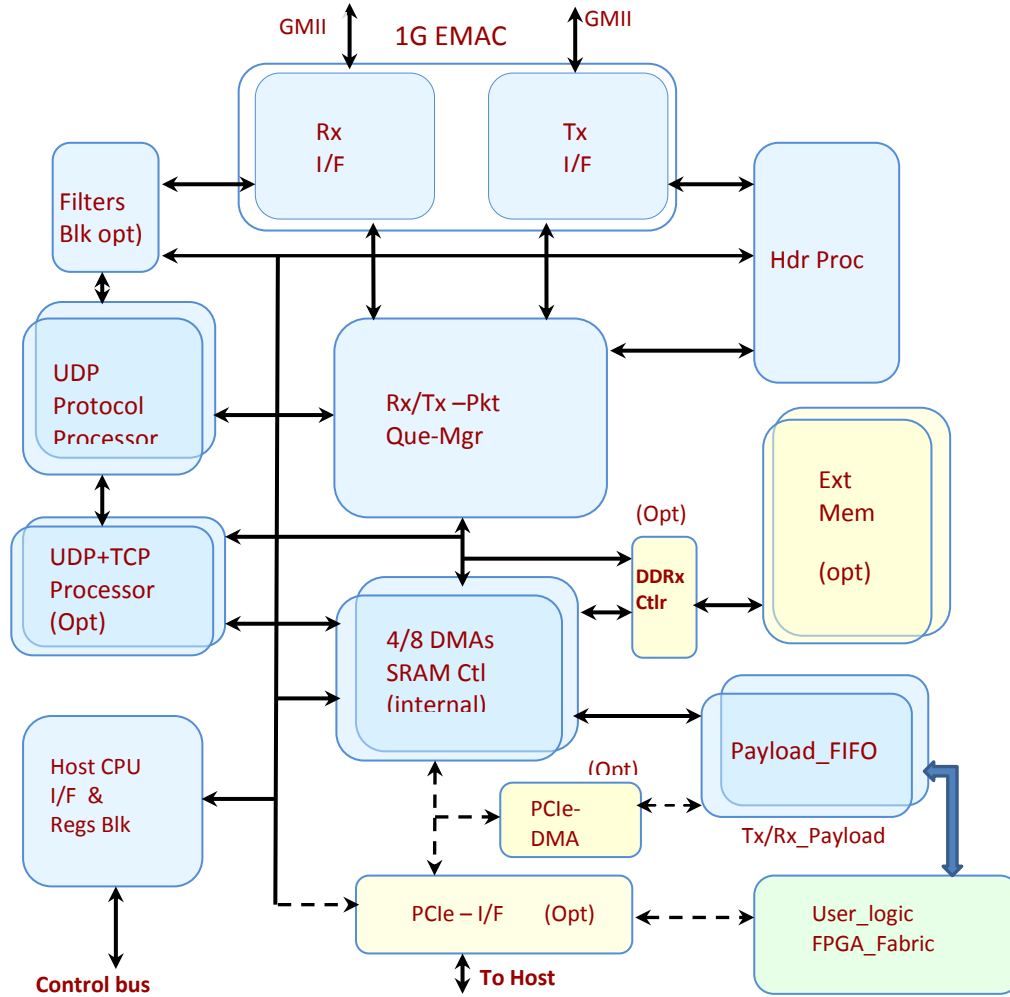 GMII
GMII
1G EMAC
Rx
I/F
Tx
I/F
Filters
Blk opt)
Hdr Proc
UDP
Protocol
Processor
Rx/Tx –Pkt
Que-Mgr
Ext
Mem
(opt)
(Opt)
DDRx
Ctlr
UDP+TCP
Processor
(Opt)
4/8 DMAs
SRAM Ctl
(internal)
Payload_FIFO
Host CPU
I/F &
Regs Blk
(Opt)
PCIe-
DMA
Tx/Rx_Payload
PCIe – I/F (Opt)
User_logic
FPGA_Fabric
Control bus
To Host